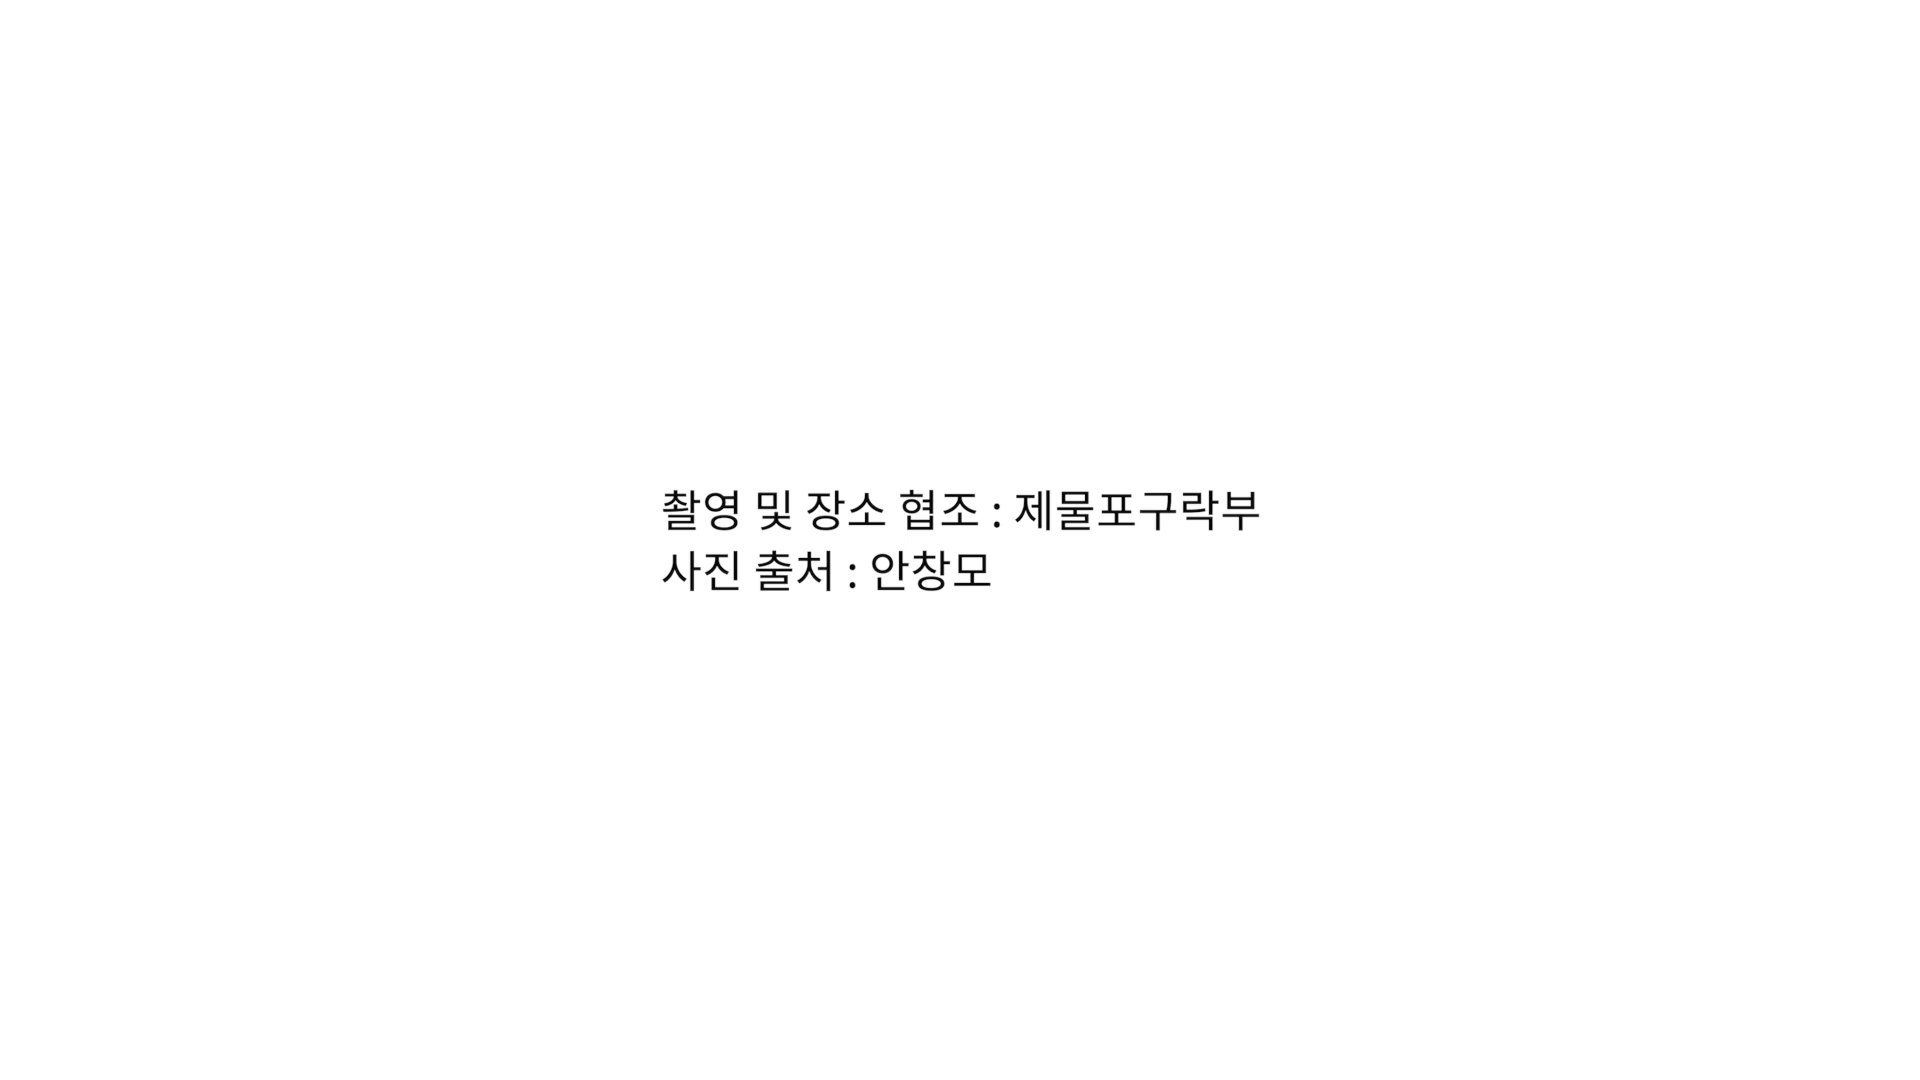 촬영 및 장소 협조 : 제물포구락부
사진 출처 : 안창모